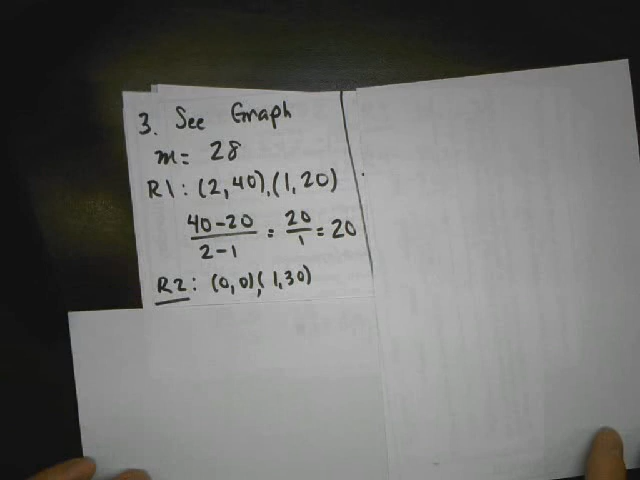 3. See Graph
m = 28
R1: (2,40), (1,20)
40-20 / 2-1 = 20/1 = 20
R2: (0,0), (1,30)